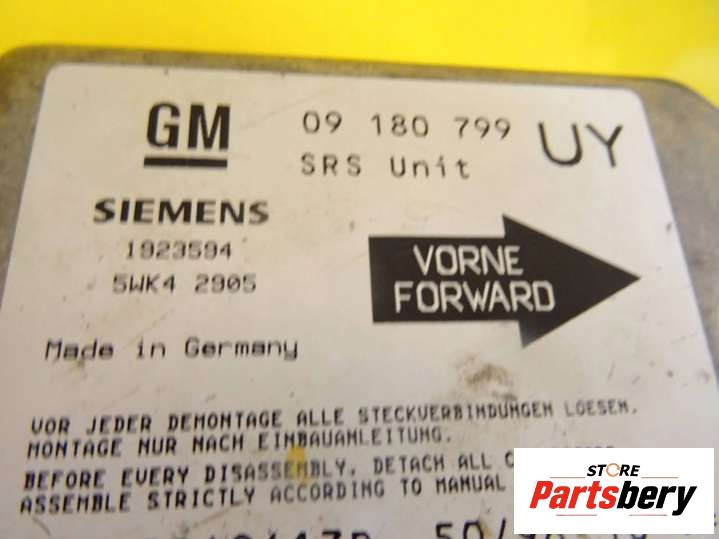 GM 09 180 799 UY
SRS Unit
SIEMENS
1923594
5WK4 2905
VORNE
FORWARD
Made in Germany
VOR JEDER DEMONTAGE ALLE STECKVERBINDUNGEN LOESEN.
MONTAGE NUR NACH EINBAUANLEITUNG.
BEFORE EVERY DISASSEMBLY, DETACH ALL
ASSEMBLE STRICTLY ACCORDING TO MANUAL
STORE
Partsbery